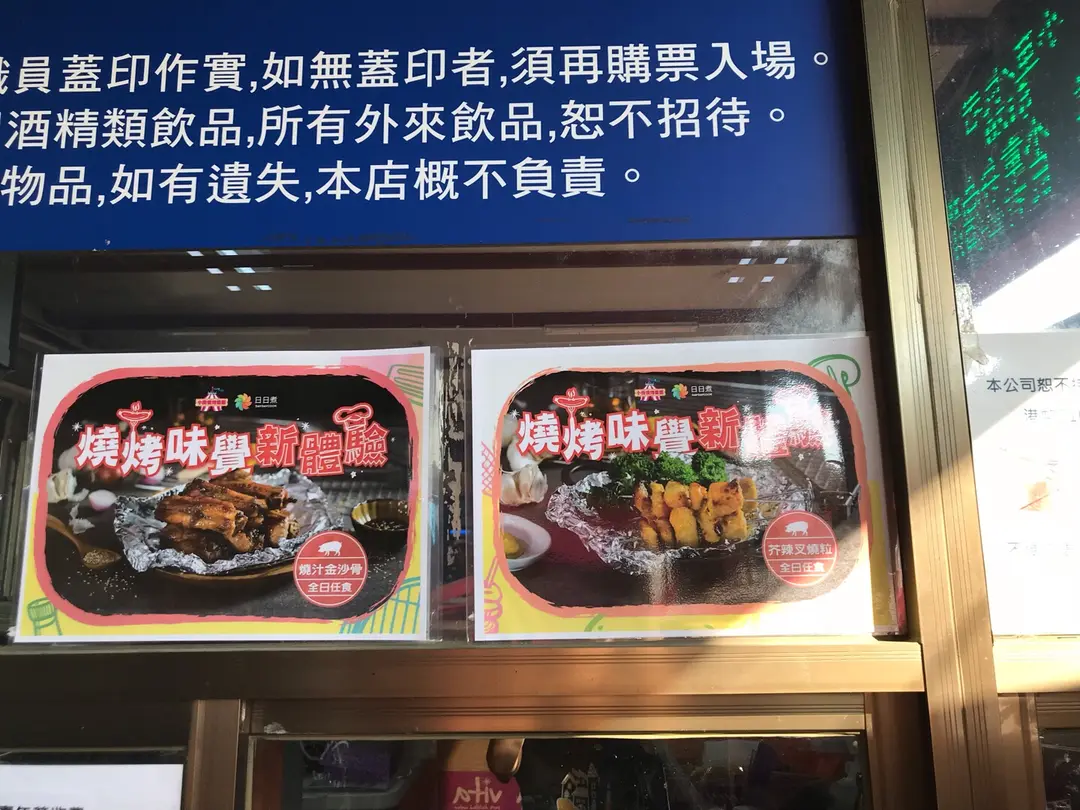 員蓋印作實,如無蓋印者,須再購票入場。
酒精類飲品,所有外來飲品,恕不招待。
物品,如有遺失,本店概不負責。
日日煮
燒烤味覺新體驗
燒汁金沙骨
全日任食
日日煮
燒烤味覺新體驗
芥辣叉燒粒
全日任食
本公司恕不
vita